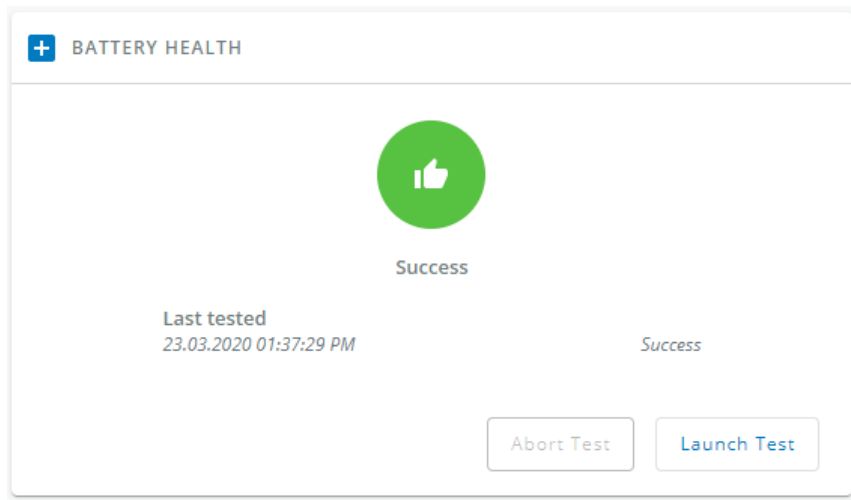 BATTERY HEALTH
Success
Last tested
23.03.2020 01:37:29 PM Success
Abort Test Launch Test